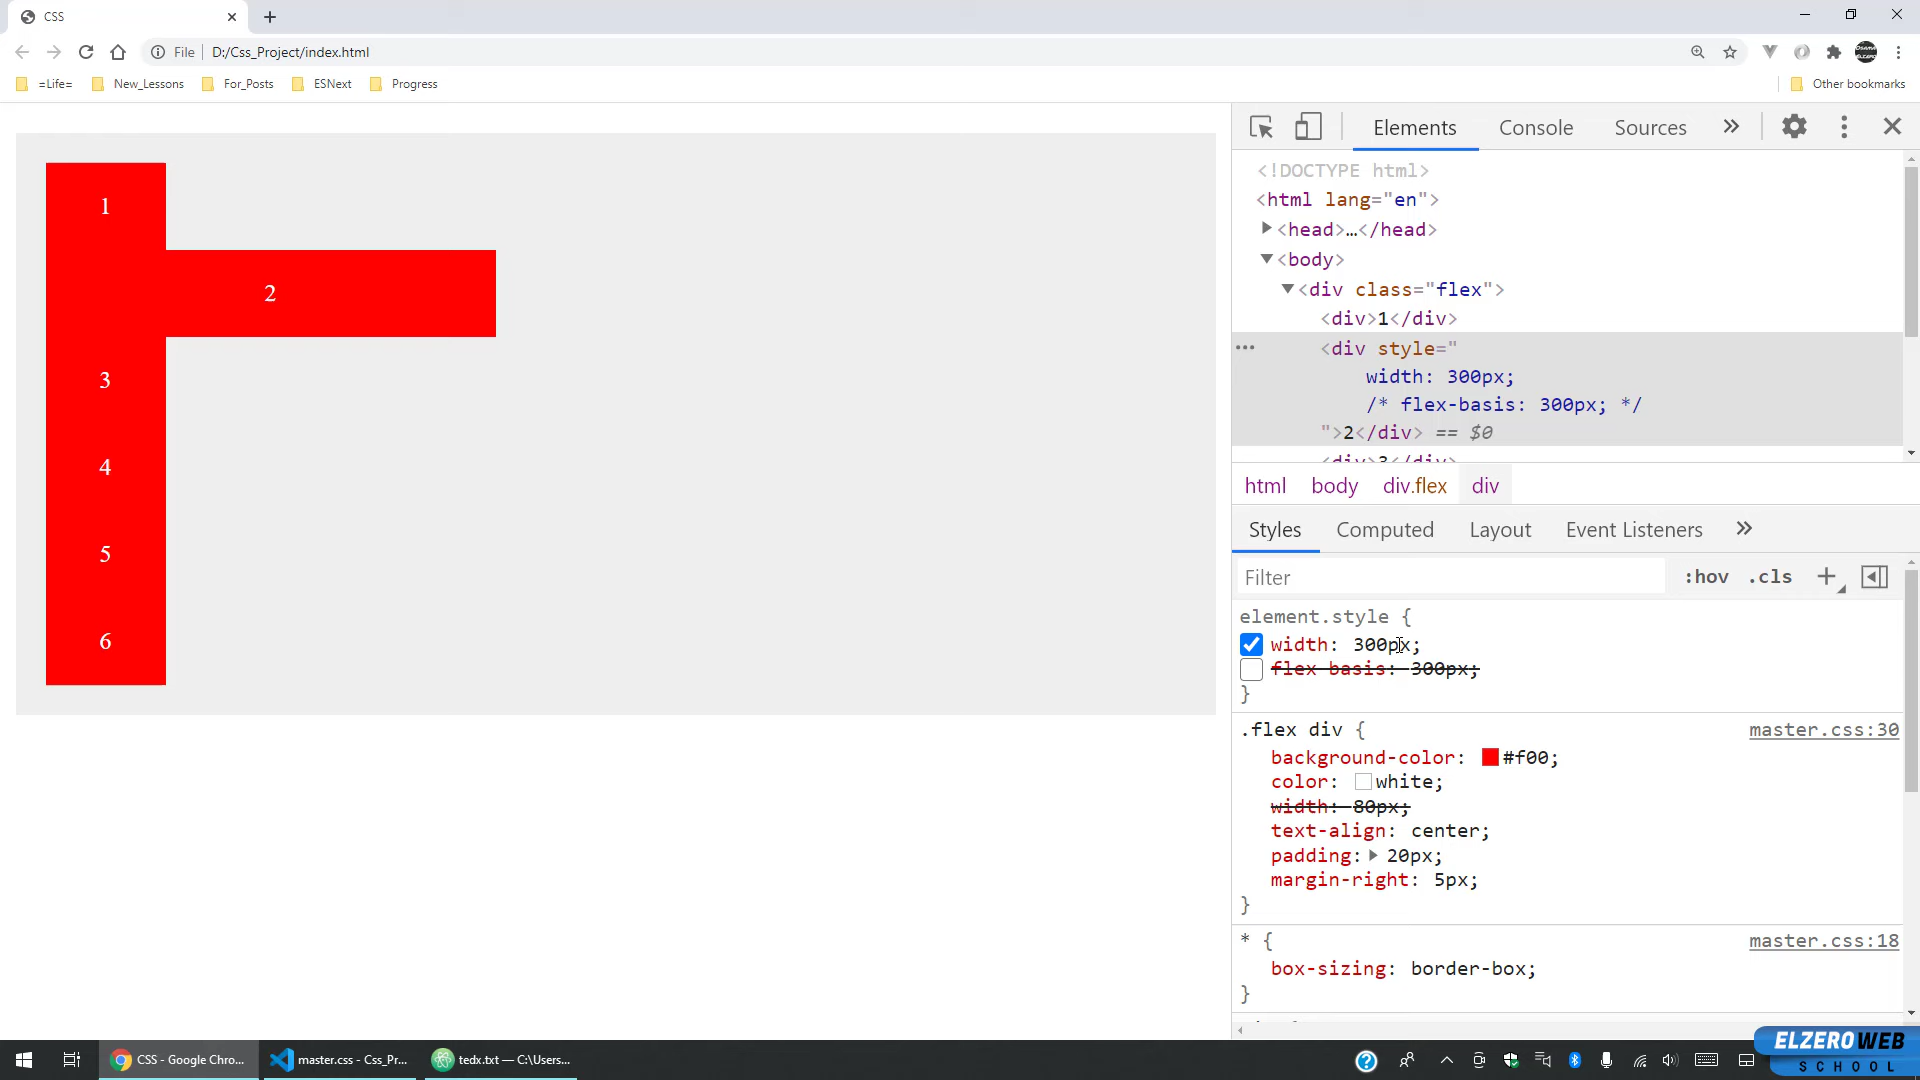 CSS
File D:/Css_Project/index.html
=Life= New_Lessons For_Posts ESNext Progress Other bookmarks
1
2
3
4
5
6
Elements Console Sources
<!DOCTYPE html>
<html lang="en">
<head>…</head>
<body>
<div class="flex">
<div>1</div>
<div style="
width: 300px;
/* flex-basis: 300px; */
">2</div> == $0
<div>3</div>
html body div.flex div
Styles Computed Layout Event Listeners
Filter :hov .cls
element.style {
width: 300px;
flex-basis: 300px;
}
.flex div { master.css:30
background-color: #f00;
color: white;
width: 80px;
text-align: center;
padding: 20px;
margin-right: 5px;
}
* { master.css:18
box-sizing: border-box;
}
CSS - Google Chro... master.css - Css_Pr... tedx.txt — C:\Users...
ELZEROWEB
SCHOOL